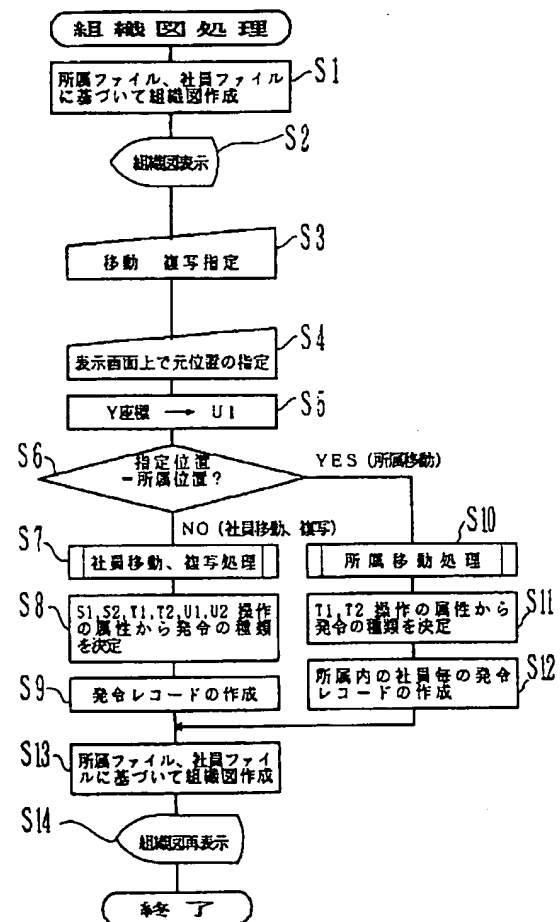 組織図処理
所属ファイル、社員ファイル
に基づいて組織図作成
S1
組織図表示
S2
移動 複写指定
S3
表示画面上で元位置の指定
S4
Y座標 → U1
S5
S6
指定位置
=所属位置?
YES (所属移動)
NO (社員移動、複写)
S7
社員移動、複写処理
S10
所属移動処理
S8
S1,S2,T1,T2,U1,U2 操作
の属性から発令の種類
を決定
S11
T1,T2 操作の属性から
発令の種類を決定
S9
発令レコードの作成
S12
所属内の社員毎の発令
レコードの作成
S13
所属ファイル、社員ファイ
ルに基づいて組織図作成
S14
組織図再表示
終了